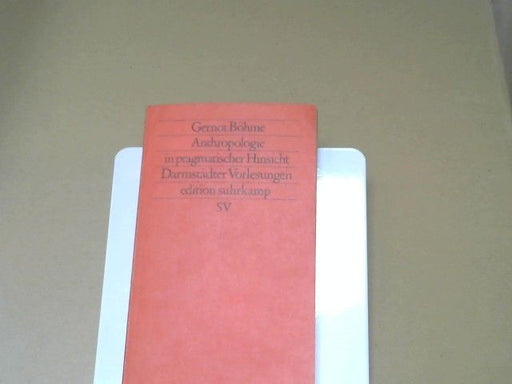 Gernot Böhme
Anthropologie
in pragmatischer Hinsicht
Darmstädter Vorlesungen
edition suhrkamp
SV